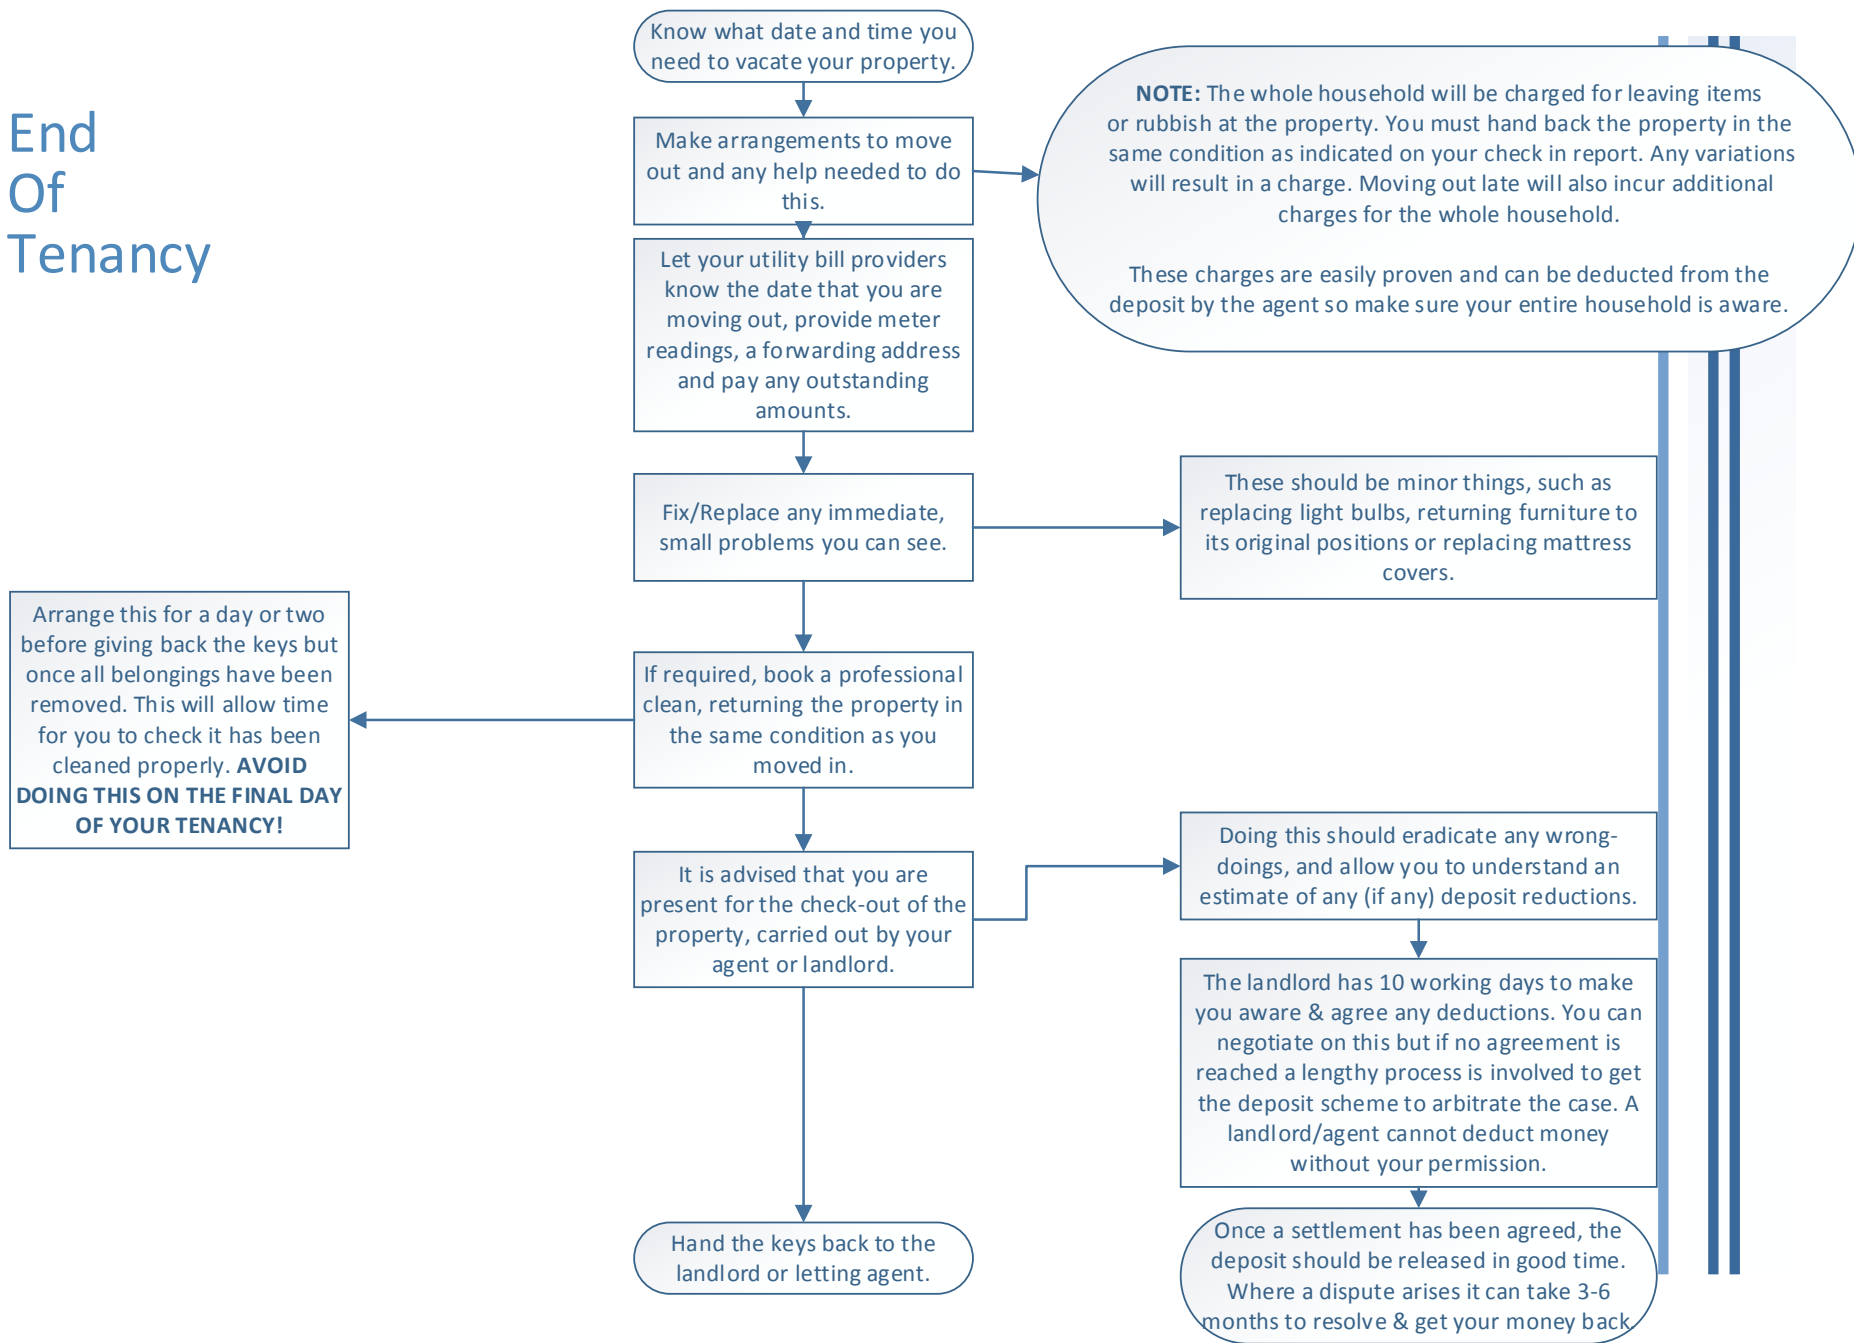 End
Of
Tenancy
Know what date and time you
need to vacate your property.
Make arrangements to move
out and any help needed to do
this.
NOTE: The whole household will be charged for leaving items
or rubbish at the property. You must hand back the property in the
same condition as indicated on your check in report. Any variations
will result in a charge. Moving out late will also incur additional
charges for the whole household.
These charges are easily proven and can be deducted from the
deposit by the agent so make sure your entire household is aware.
Let your utility bill providers
know the date that you are
moving out, provide meter
readings, a forwarding address
and pay any outstanding
amounts.
Fix/Replace any immediate,
small problems you can see.
These should be minor things, such as
replacing light bulbs, returning furniture to
its original positions or replacing mattress
covers.
If required, book a professional
clean, returning the property in
the same condition as you
moved in.
Arrange this for a day or two
before giving back the keys but
once all belongings have been
removed. This will allow time
for you to check it has been
cleaned properly. AVOID
DOING THIS ON THE FINAL DAY
OF YOUR TENANCY!
It is advised that you are
present for the check-out of the
property, carried out by your
agent or landlord.
Doing this should eradicate any wrong-
doings, and allow you to understand an
estimate of any (if any) deposit reductions.
The landlord has 10 working days to make
you aware & agree any deductions. You can
negotiate on this but if no agreement is
reached a lengthy process is involved to get
the deposit scheme to arbitrate the case. A
landlord/agent cannot deduct money
without your permission.
Once a settlement has been agreed, the
deposit should be released in good time.
Where a dispute arises it can take 3-6
months to resolve & get your money back.
Hand the keys back to the
landlord or letting agent.